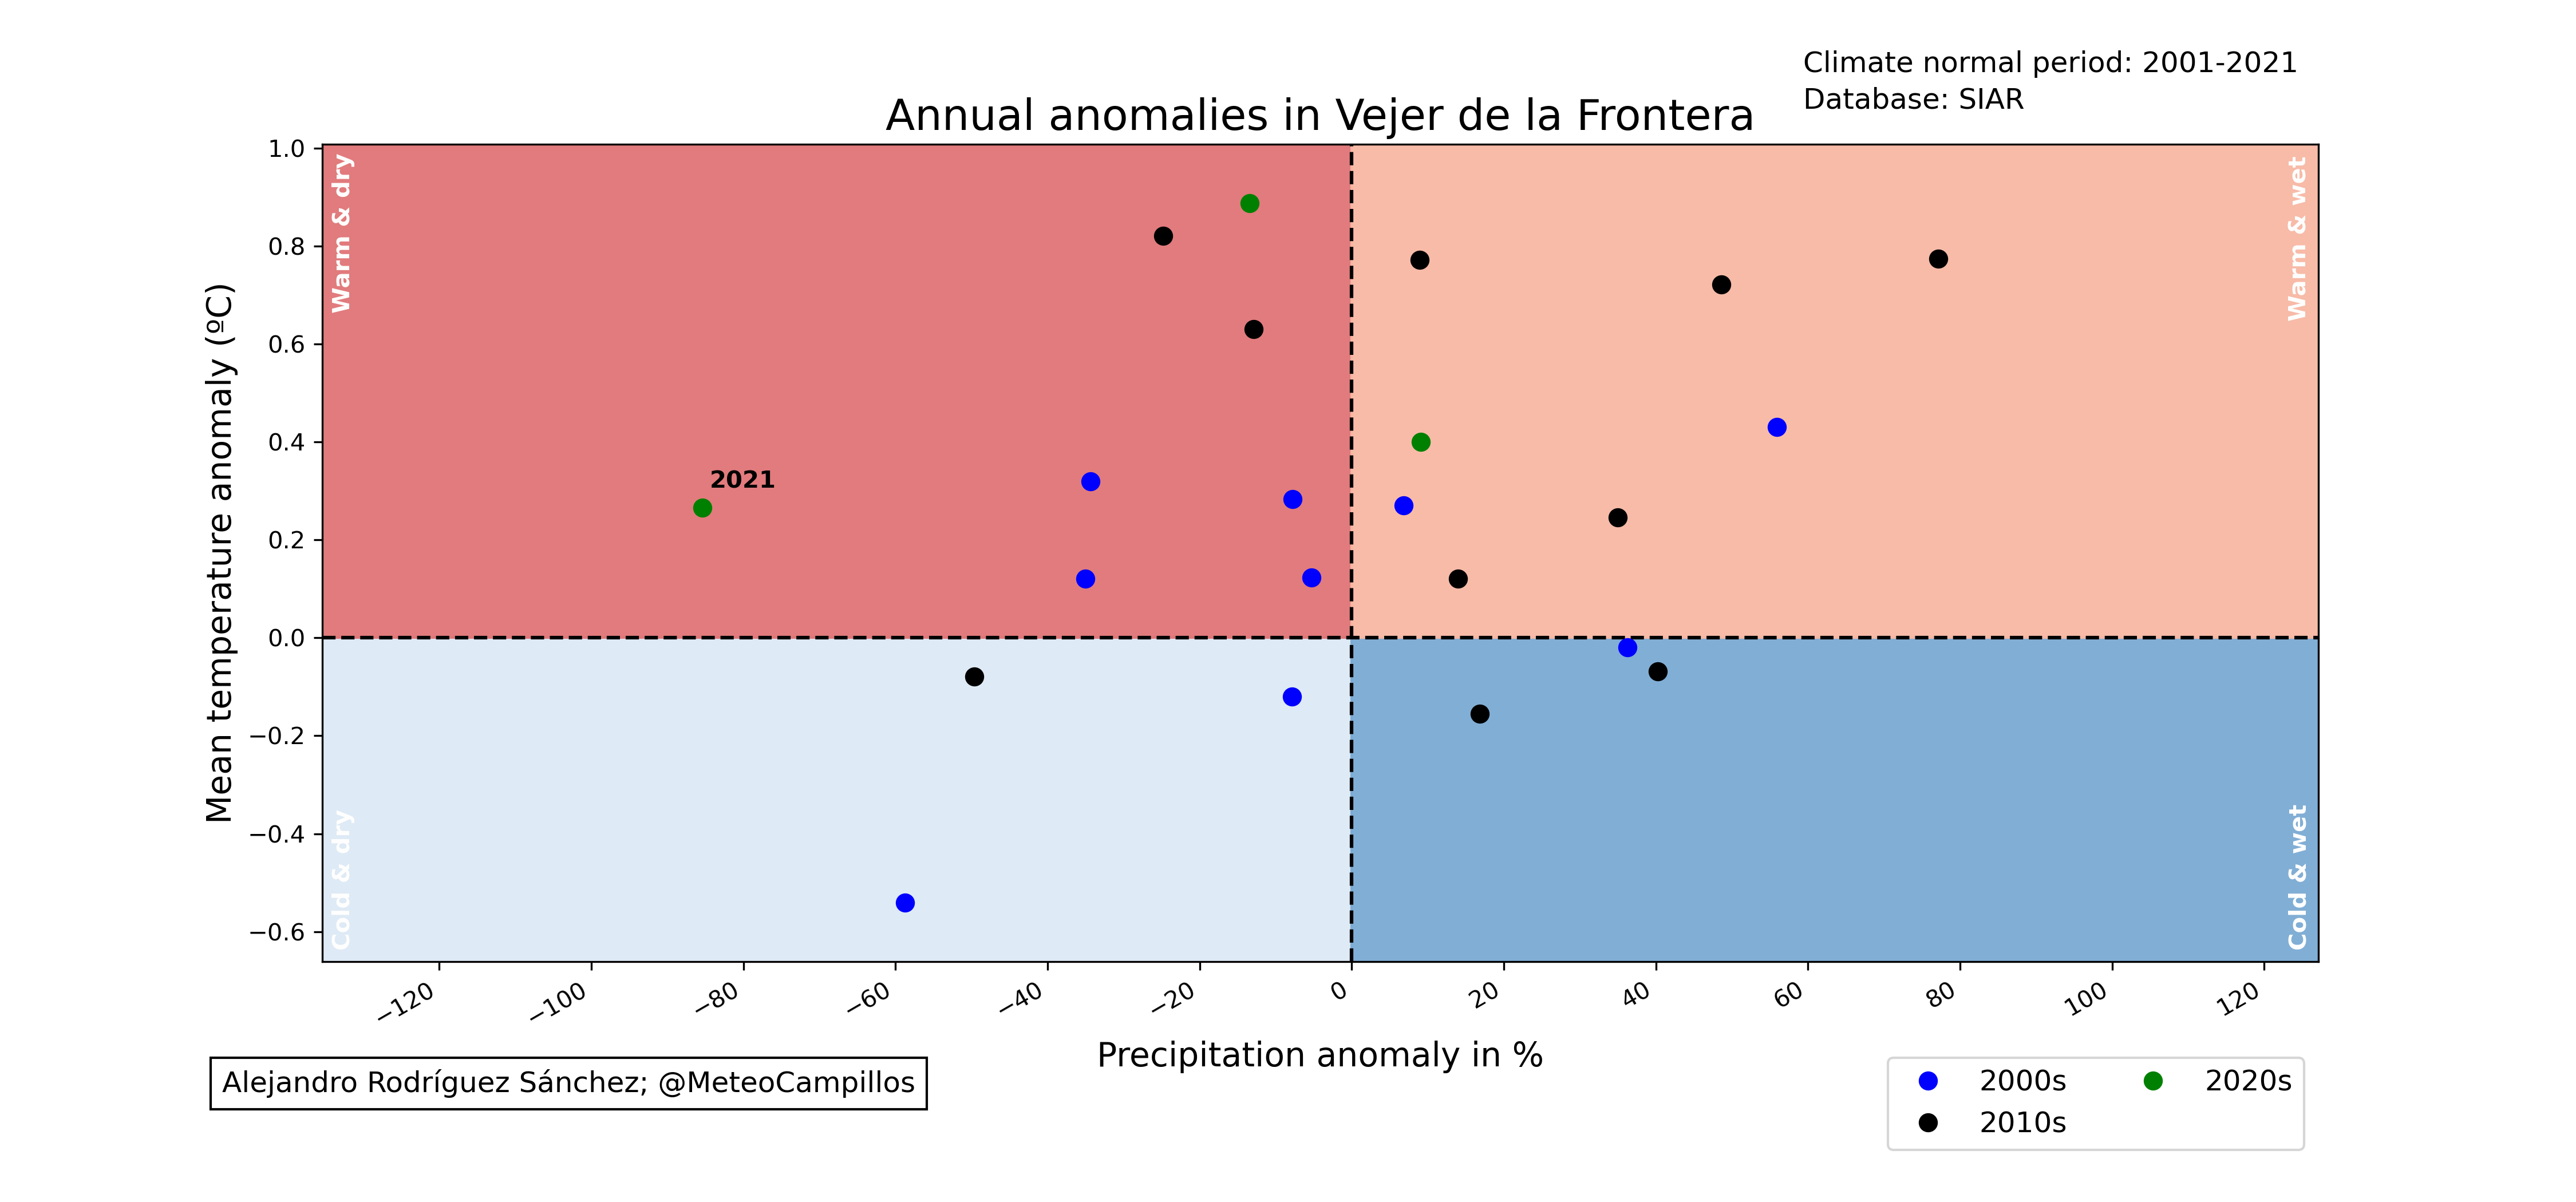 Climate normal period: 2001-2021
Database: SIAR
Annual anomalies in Vejer de la Frontera
Mean temperature anomaly (ºC)
1.0
0.8
0.6
0.4
0.2
0.0
−0.2
−0.4
−0.6
Warm & dry
Warm & wet
2021
Cold & dry
Cold & wet
−120
−100
−80
−60
−40
−20
0
20
40
60
80
100
120
Precipitation anomaly in %
Alejandro Rodríguez Sánchez; @MeteoCampillos
2000s
2010s
2020s